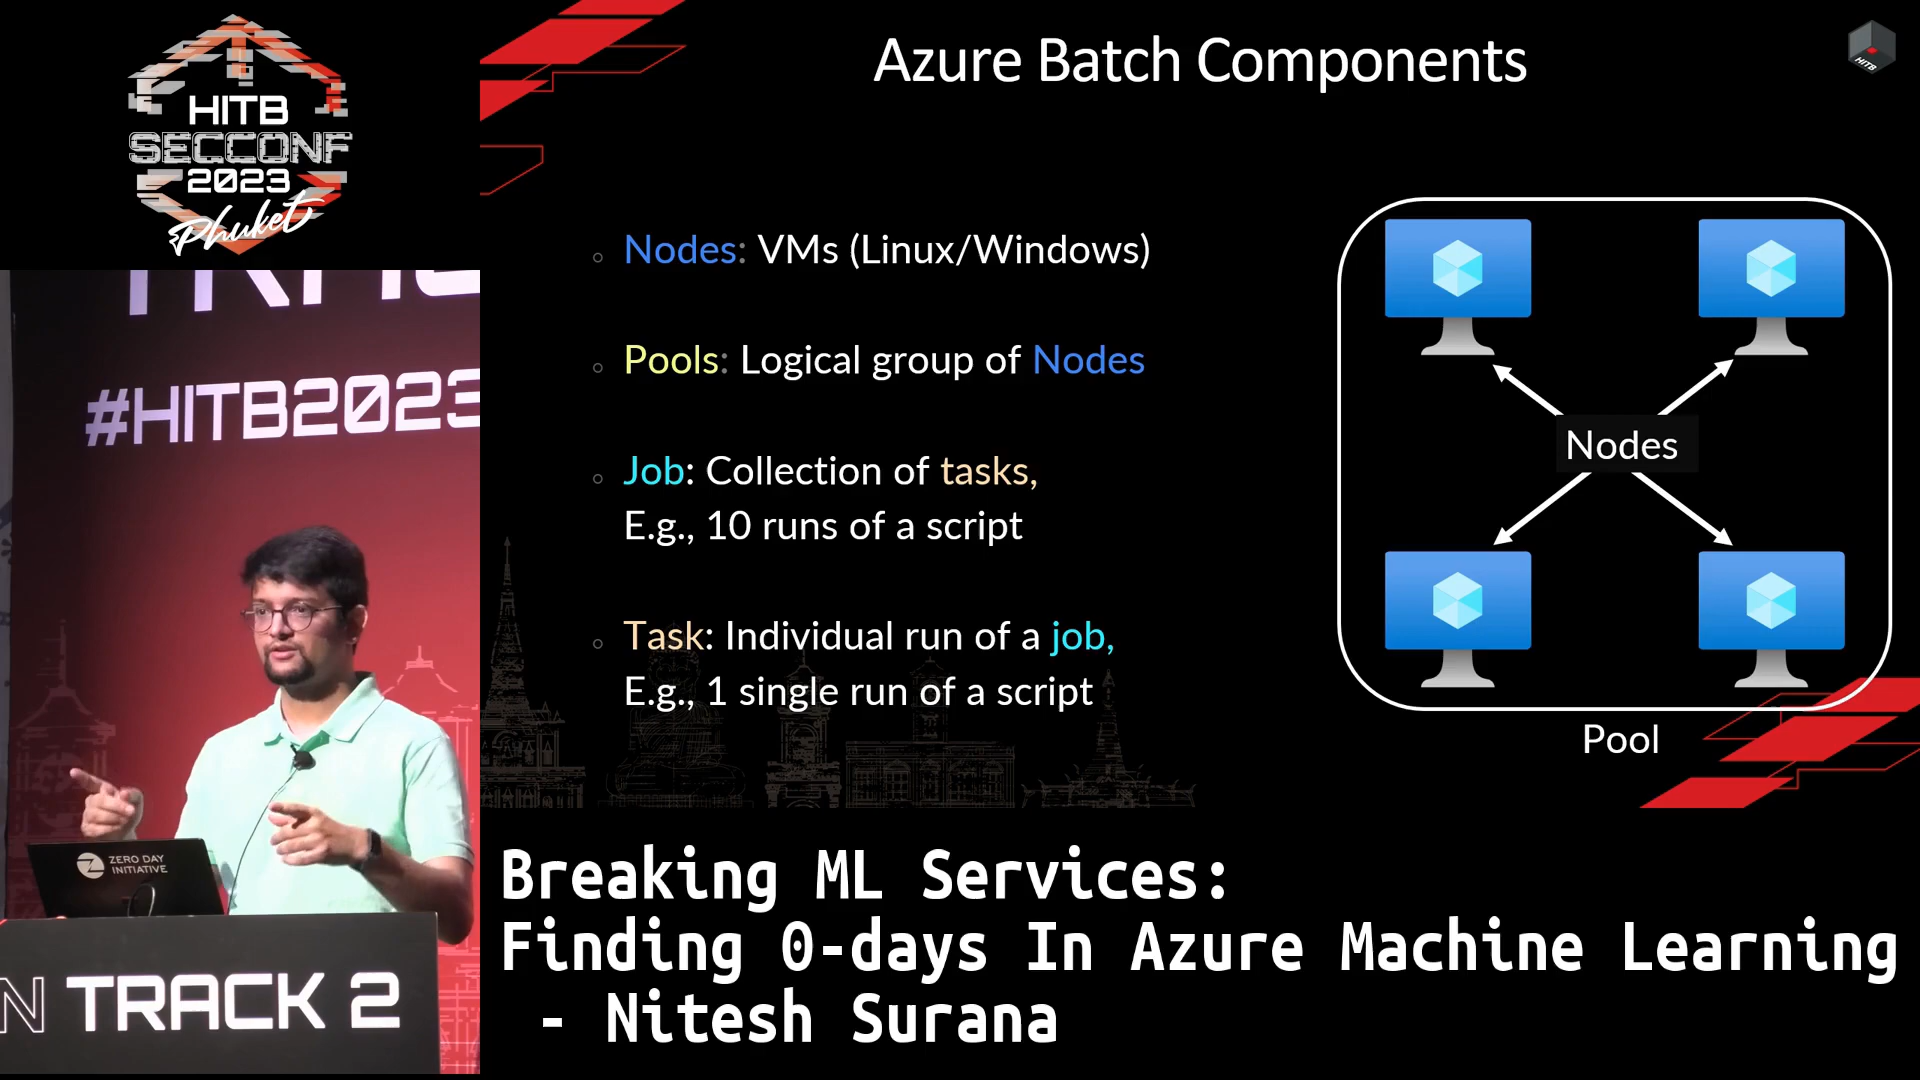 HITB
SECCONF
2023
Phuket
#HITB2023
ZERO DAY
INITIATIVE
N TRACK 2
Azure Batch Components
HITB
Nodes: VMs (Linux/Windows)
Pools: Logical group of Nodes
Job: Collection of tasks,
E.g., 10 runs of a script
Task: Individual run of a job,
E.g., 1 single run of a script
Nodes
Pool
Breaking ML Services:
Finding 0-days In Azure Machine Learning
- Nitesh Surana